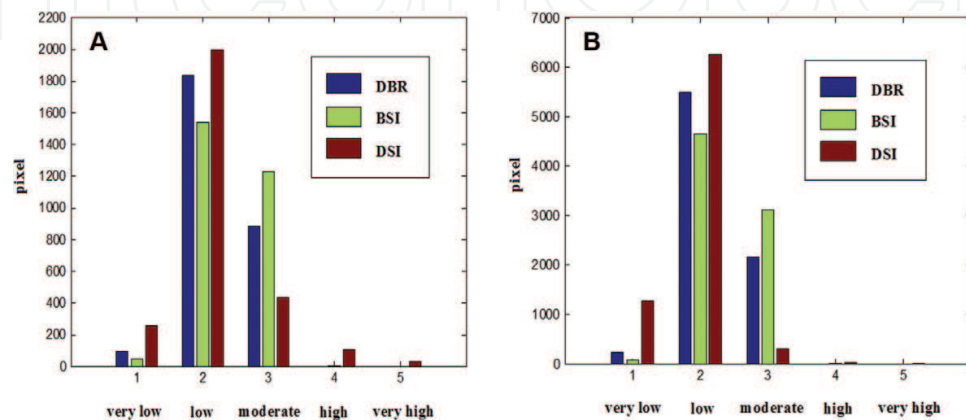 A
2200
2000
1800
1600
1400
1200
1000
800
600
400
200
0
pixel
DBR
BSI
DSI
1 2 3 4 5
very low low moderate high very high
B
7000
6000
5000
4000
3000
2000
1000
0
pixel
DBR
BSI
DSI
1 2 3 4 5
very low low moderate high very high